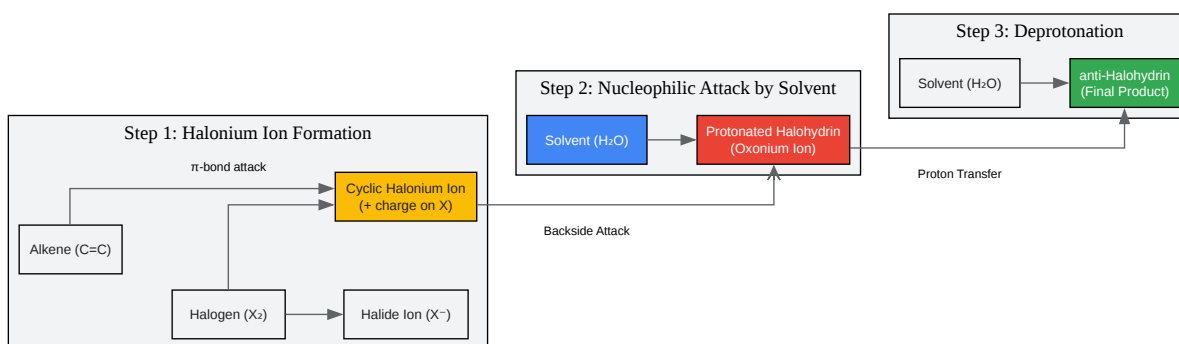 Step 1: Halonium Ion Formation
π-bond attack
Cyclic Halonium Ion
(+ charge on X)
Alkene (C=C)
Halogen (X₂)
Halide Ion (X⁻)
Step 2: Nucleophilic Attack by Solvent
Solvent (H₂O)
Protonated Halohydrin
(Oxonium Ion)
Backside Attack
Step 3: Deprotonation
Solvent (H₂O)
anti-Halohydrin
(Final Product)
Proton Transfer